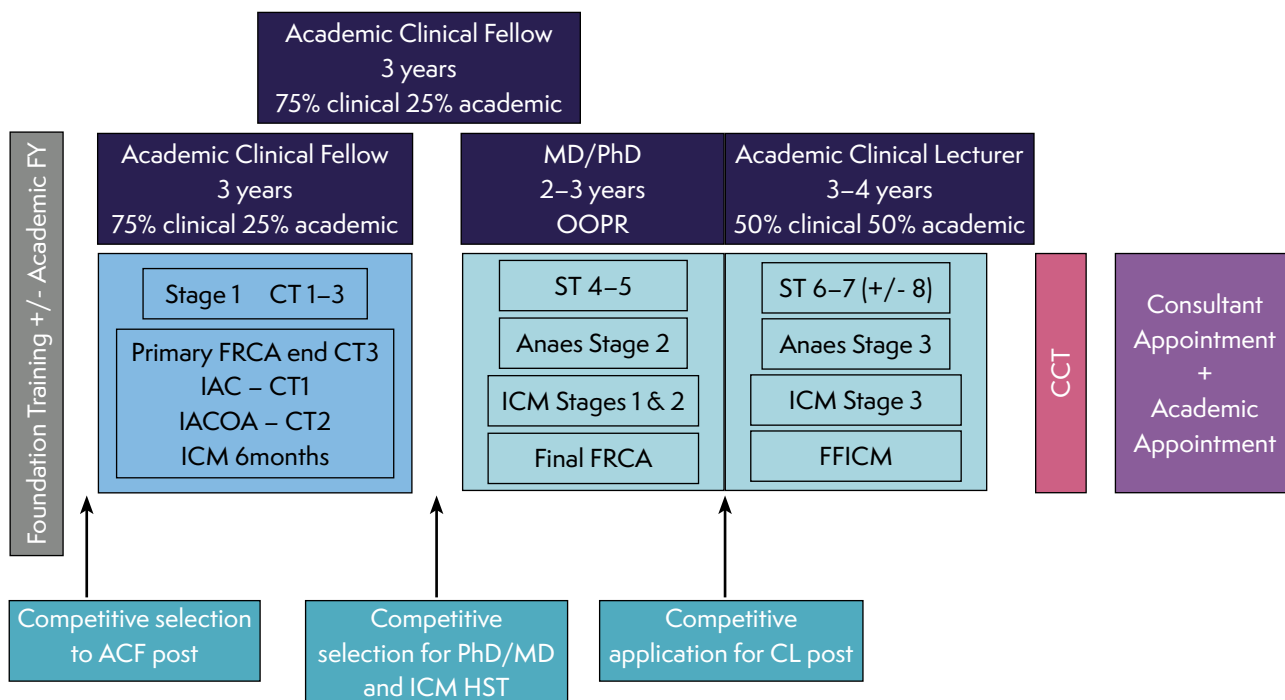 Academic Clinical Fellow
3 years
75% clinical 25% academic
Foundation Training +/- Academic FY
Academic Clinical Fellow
3 years
75% clinical 25% academic
MD/PhD
2–3 years
OOPR
Academic Clinical Lecturer
3–4 years
50% clinical 50% academic
Stage 1 CT 1–3
Primary FRCA end CT3
IAC – CT1
IACOA – CT2
ICM 6months
ST 4–5
Anaes Stage 2
ICM Stages 1 & 2
Final FRCA
ST 6–7 (+/- 8)
Anaes Stage 3
ICM Stage 3
FFICM
CCT
Consultant
Appointment
+
Academic
Appointment
Competitive selection
to ACF post
Competitive
selection for PhD/MD
and ICM HST
Competitive
application for CL post